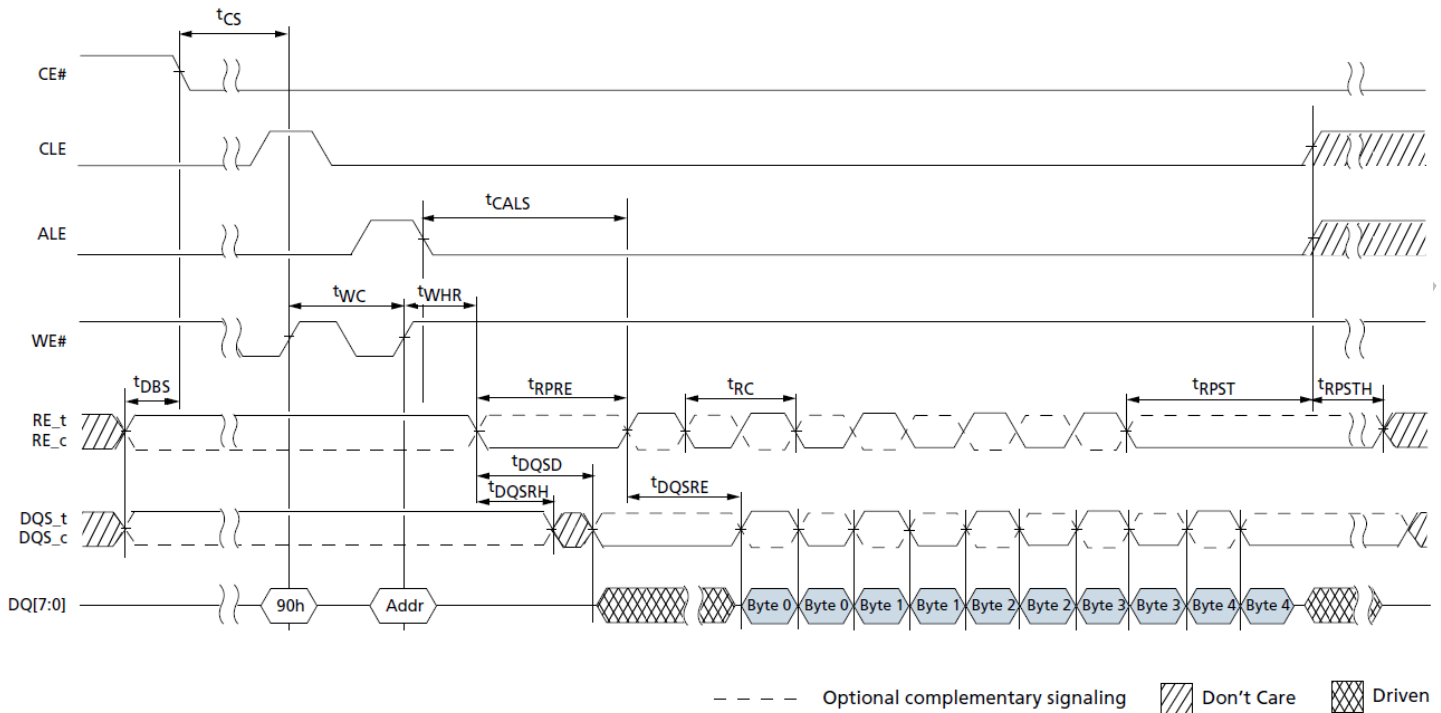 tCS
CE#
CLE
tCALS
ALE
tWC tWHR
WE#
tDBS tRPRE tRC tRPST tRPSTH
RE_t
RE_c
tDQSD
tDQSRH tDQSRE
DQS_t
DQS_c
DQ[7:0] 90h Addr Byte 0 Byte 0 Byte 1 Byte 1 Byte 2 Byte 2 Byte 3 Byte 3 Byte 4 Byte 4
Optional complementary signaling Don't Care Driven